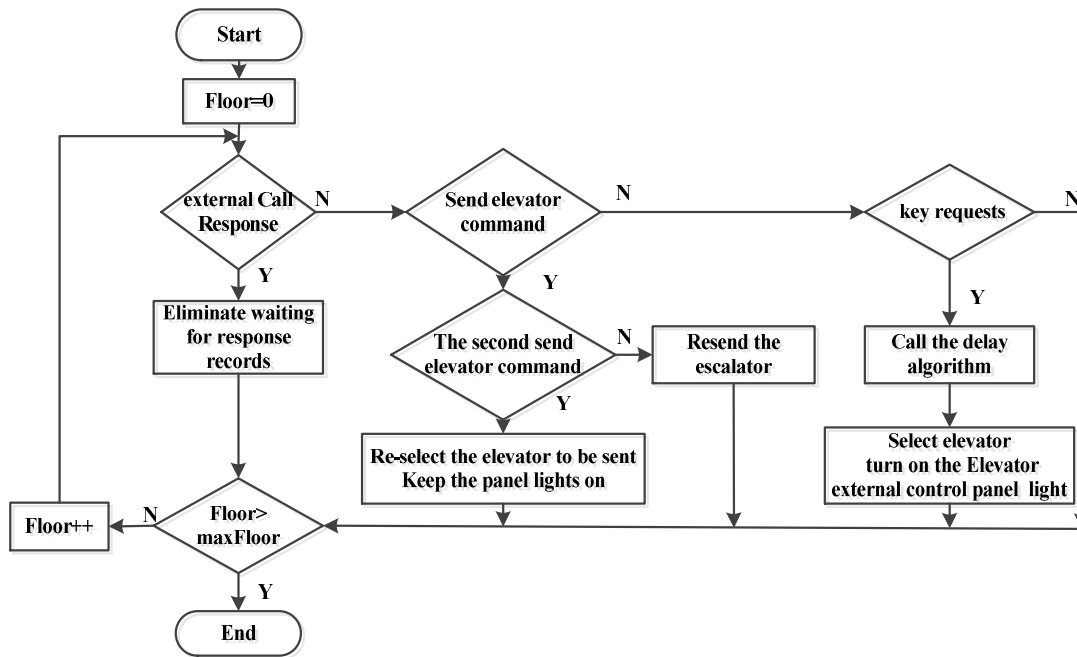 Start
Floor=0
external Call
Response
N
Send elevator
command
N
key requests
N
Y
Y
Y
Eliminate waiting
for response
records
The second send
elevator command
N
Resend the
escalator
Call the delay
algorithm
Y
Re-select the elevator to be sent
Keep the panel lights on
Select elevator
turn on the Elevator
external control panel light
Floor++
N
Floor>
maxFloor
Y
End